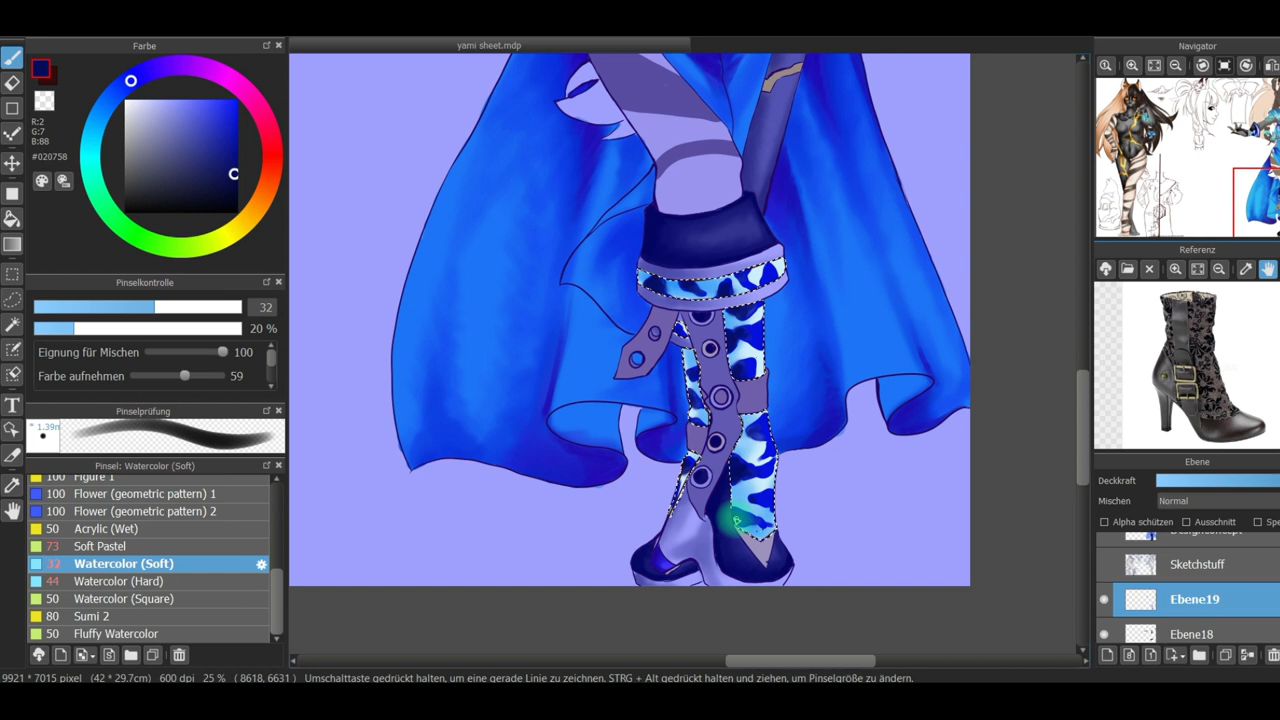 Farbe
yami sheet.mdp
Navigator
R:2
G:7
B:88
#020758
Referenz
Pinselkontrolle
32
20 %
Eignung für Mischen 100
Farbe aufnehmen 59
Pinselprüfung
Pinsel: Watercolor (Soft)
100 Figure 1
100 Flower (geometric pattern) 1
100 Flower (geometric pattern) 2
50 Acrylic (Wet)
73 Soft Pastel
32 Watercolor (Soft)
44 Watercolor (Hard)
50 Watercolor (Square)
80 Sumi 2
50 Fluffy Watercolor
Ebene
Deckkraft
Mischen Normal
Alpha schützen Ausschnitt Spe
Designkonzept
Sketchstuff
Ebene19
Ebene18
9921 * 7015 pixel (42 * 29.7cm) 600 dpi 25 % ( 8618, 6631 ) Umschalttaste gedrückt halten, um eine gerade Linie zu zeichnen, STRG + Alt gedrückt halten und ziehen, um Pinselgröße zu ändern.